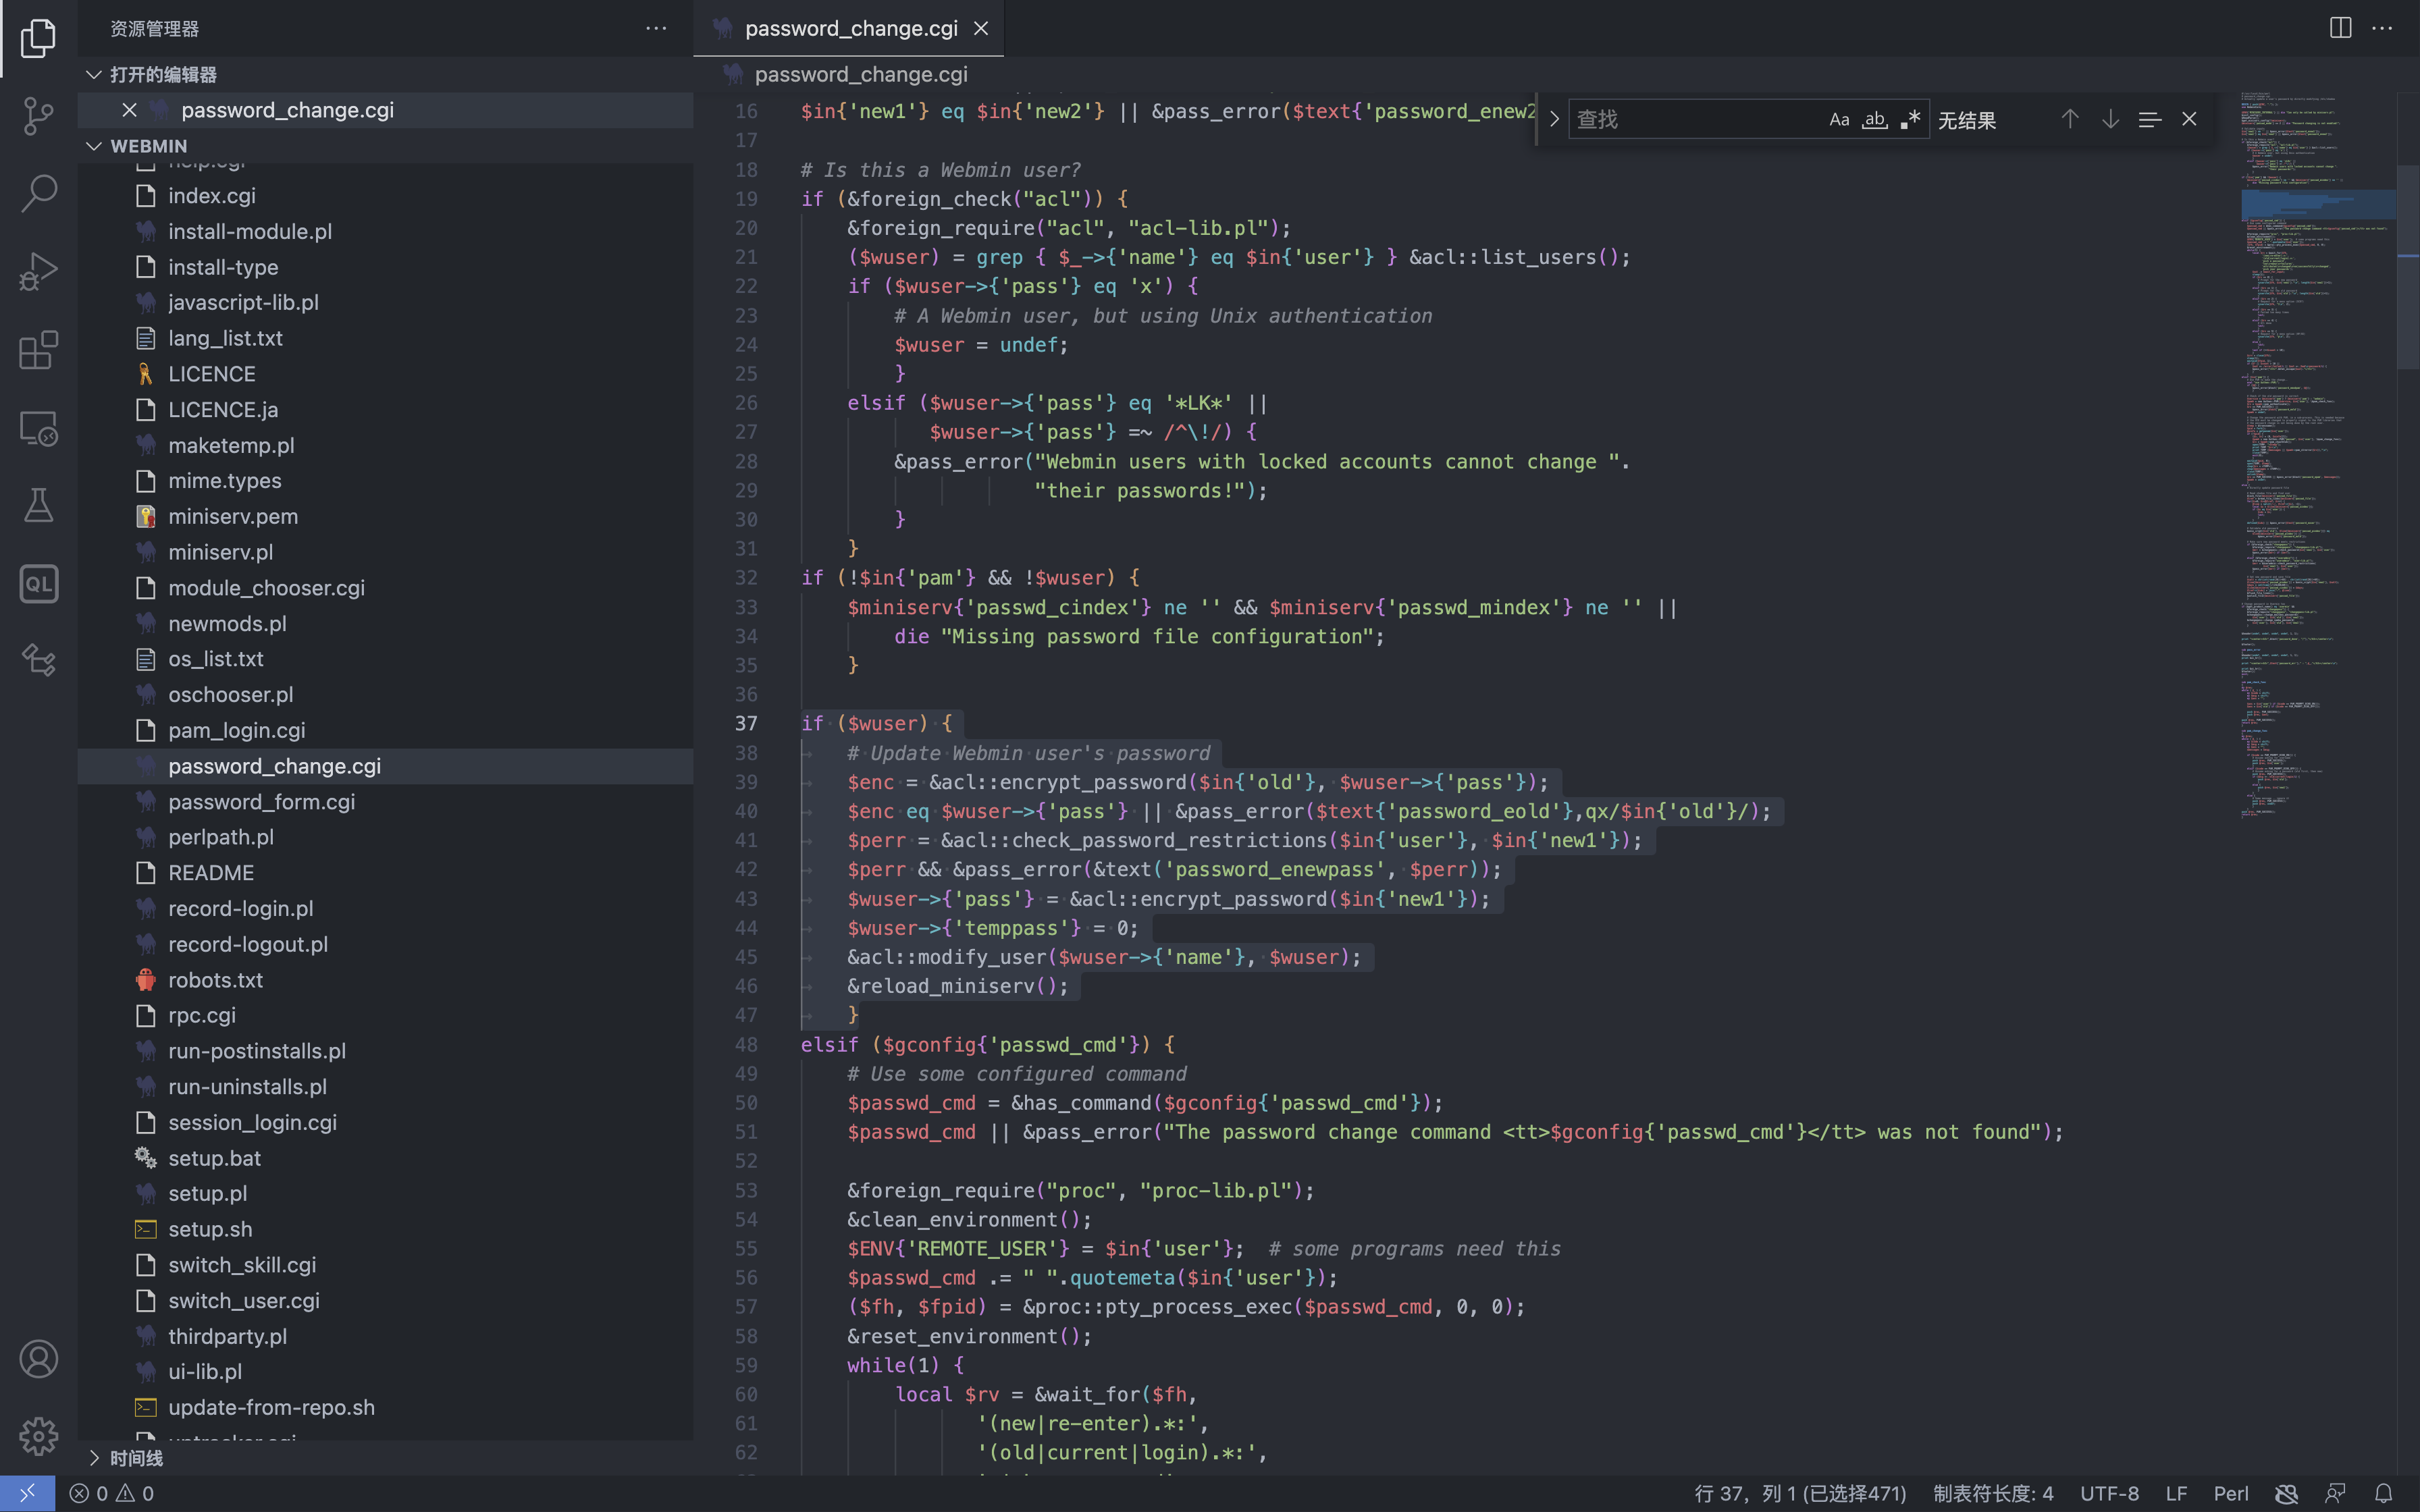 资源管理器
打开的编辑器
password_change.cgi
WEBMIN
help.cgi
index.cgi
install-module.pl
install-type
javascript-lib.pl
lang_list.txt
LICENCE
LICENCE.ja
maketemp.pl
mime.types
miniserv.pem
miniserv.pl
module_chooser.cgi
newmods.pl
os_list.txt
oschooser.pl
pam_login.cgi
password_change.cgi
password_form.cgi
perlpath.pl
README
record-login.pl
record-logout.pl
robots.txt
rpc.cgi
run-postinstalls.pl
run-uninstalls.pl
session_login.cgi
setup.bat
setup.pl
setup.sh
switch_skill.cgi
switch_user.cgi
thirdparty.pl
ui-lib.pl
update-from-repo.sh
时间线
password_change.cgi
password_change.cgi
查找
Aa ab .*
无结果
16 $in{'new1'} eq $in{'new2'} || &pass_error($text{'password_enew2
17
18 # Is this a Webmin user?
19 if (&foreign_check("acl")) {
20 &foreign_require("acl", "acl-lib.pl");
21 ($wuser) = grep { $_->{'name'} eq $in{'user'} } &acl::list_users();
22 if ($wuser->{'pass'} eq 'x') {
23 # A Webmin user, but using Unix authentication
24 $wuser = undef;
25 }
26 elsif ($wuser->{'pass'} eq '*LK*' ||
27 $wuser->{'pass'} =~ /^\!/) {
28 &pass_error("Webmin users with locked accounts cannot change ".
29 "their passwords!");
30 }
31 }
32 if (!$in{'pam'} && !$wuser) {
33 $miniserv{'passwd_cindex'} ne '' && $miniserv{'passwd_mindex'} ne '' ||
34 die "Missing password file configuration";
35 }
36
37 if ($wuser) {
38 # Update Webmin user's password
39 $enc = &acl::encrypt_password($in{'old'}, $wuser->{'pass'});
40 $enc eq $wuser->{'pass'} || &pass_error($text{'password_eold'},qx/$in{'old'}/);
41 $perr = &acl::check_password_restrictions($in{'user'}, $in{'new1'});
42 $perr && &pass_error(&text('password_enewpass', $perr));
43 $wuser->{'pass'} = &acl::encrypt_password($in{'new1'});
44 $wuser->{'temppass'} = 0;
45 &acl::modify_user($wuser->{'name'}, $wuser);
46 &reload_miniserv();
47 }
48 elsif ($gconfig{'passwd_cmd'}) {
49 # Use some configured command
50 $passwd_cmd = &has_command($gconfig{'passwd_cmd'});
51 $passwd_cmd || &pass_error("The password change command <tt>$gconfig{'passwd_cmd'}</tt> was not found");
52
53 &foreign_require("proc", "proc-lib.pl");
54 &clean_environment();
55 $ENV{'REMOTE_USER'} = $in{'user'}; # some programs need this
56 $passwd_cmd .= " ".quotemeta($in{'user'});
57 ($fh, $fpid) = &proc::pty_process_exec($passwd_cmd, 0, 0);
58 &reset_environment();
59 while(1) {
60 local $rv = &wait_for($fh,
61 '(new|re-enter).*:',
62 '(old|current|login).*:',
QL
0 0
行 37，列 1 (已选择471)
制表符长度: 4
UTF-8
LF
Perl